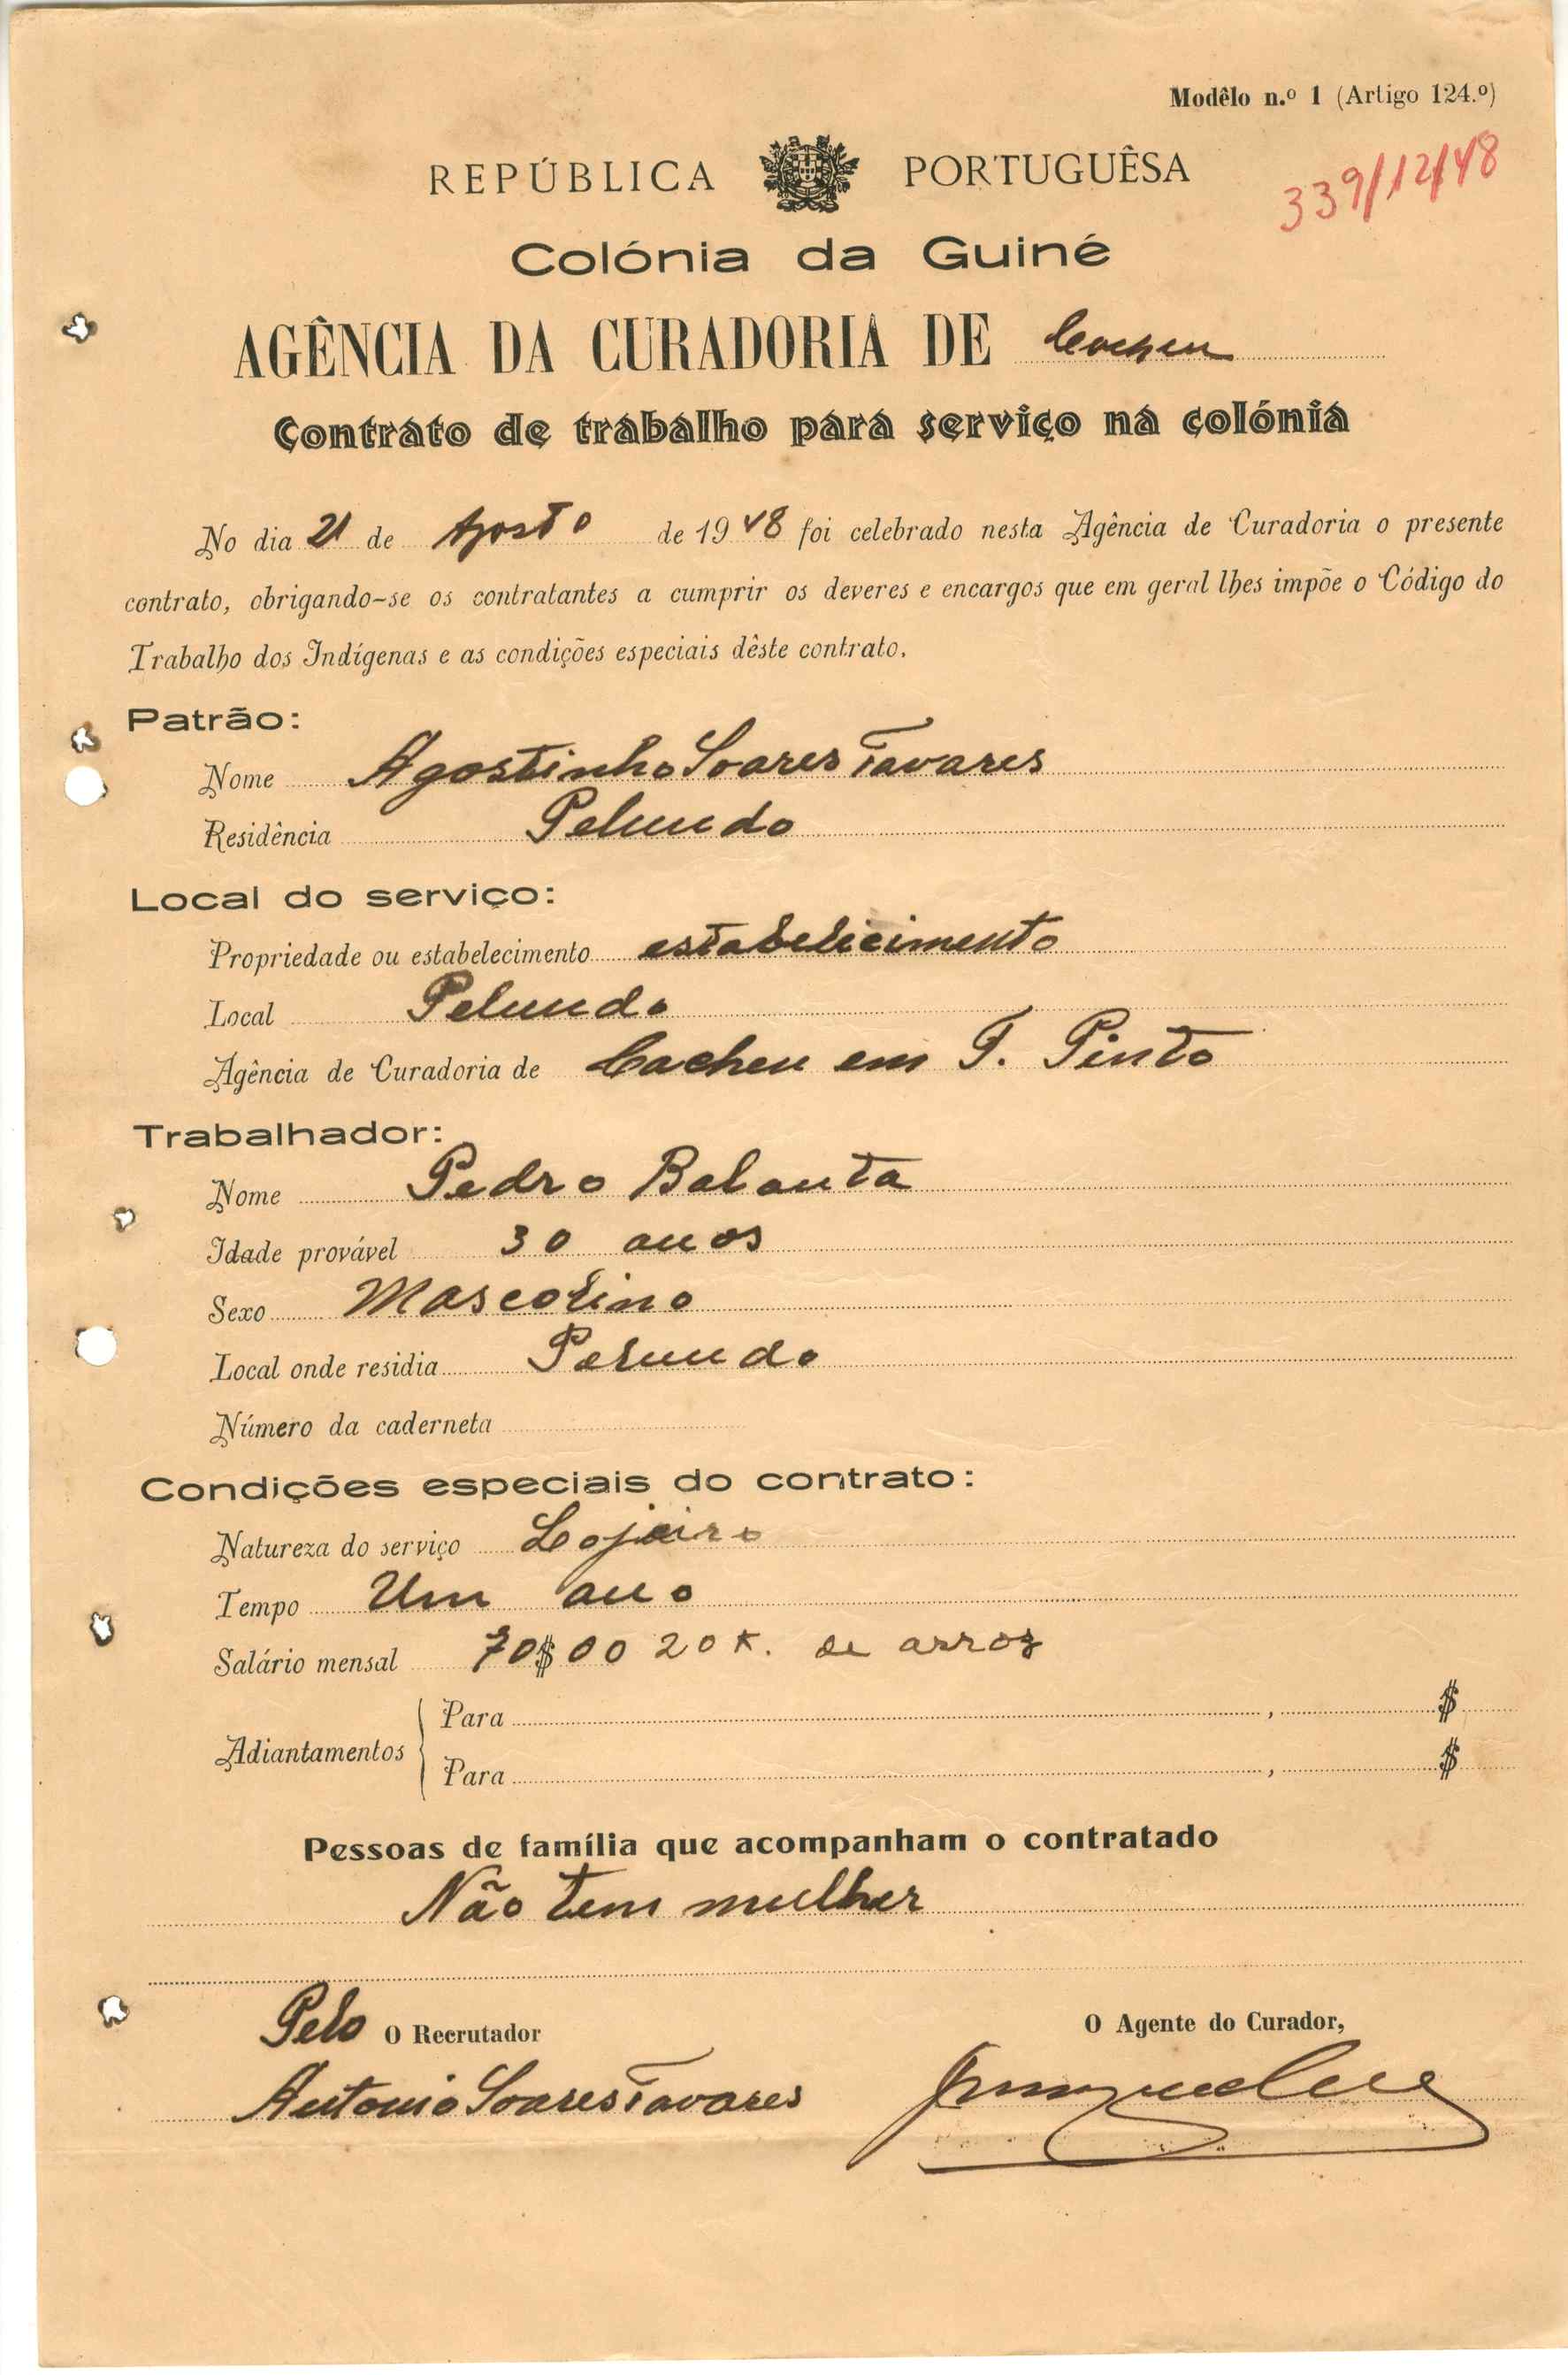 Modêlo n.º 1 (Artigo 124.º)
REPÚBLICA PORTUGUÊSA
339/12/48
Colónia da Guiné
AGÊNCIA DA CURADORIA DE Cacheu
Contrato de trabalho para serviço na colónia
No dia 21 de Agosto de 1948 foi celebrado nesta Agência de Curadoria o presente
contrato, obrigando-se os contratantes a cumprir os deveres e encargos que em geral lhes impõe o Código do
Trabalho dos Indígenas e as condições especiais dêste contrato.
Patrão:
Nome Agostinho Soares Tavares
Residência Pelundo
Local do serviço:
Propriedade ou estabelecimento estabelicimento
Local Pelundo
Agência de Curadoria de Cacheu em T. Pinto
Trabalhador:
Nome Pedro Balanta
Idade provável 30 anos
Sexo Mascolino
Local onde residia Pelundo
Número da caderneta
Condições especiais do contrato:
Natureza do serviço Lojeiro
Tempo Um ano
Salário mensal 70$00 20 K. de arroz
Adiantamentos
Para , $
Para , $
Pessoas de família que acompanham o contratado
Não tem mulher
Pelo O Recrutador
O Agente do Curador,
Antonio Soares Tavares